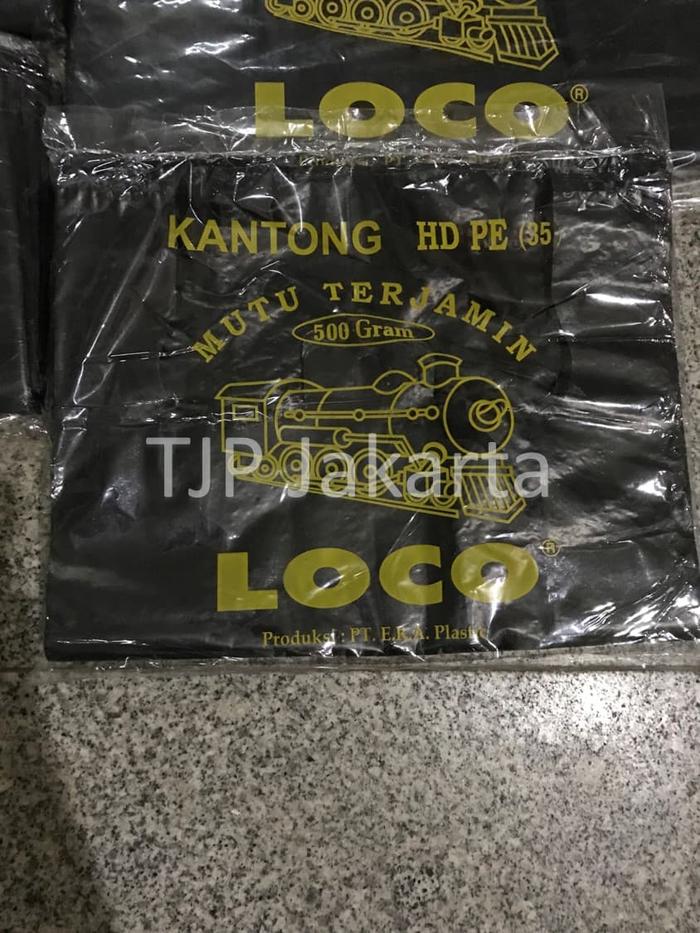 LOCO®
KANTONG HD PE (35
MUTU TERJAMIN
500 Gram
TJP Jakarta
LOCO®
Produksi : PT. E.R.A. Plastic